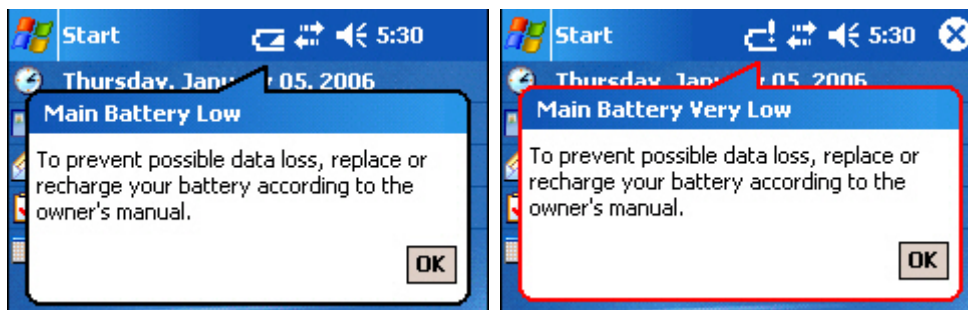 Start 5:30
Thursday, January 05, 2006
Main Battery Low
To prevent possible data loss, replace or
recharge your battery according to the
owner's manual.
OK
Start 5:30
Thursday, 05, 2006
Main Battery Very Low
To prevent possible data loss, replace or
recharge your battery according to the
owner's manual.
OK